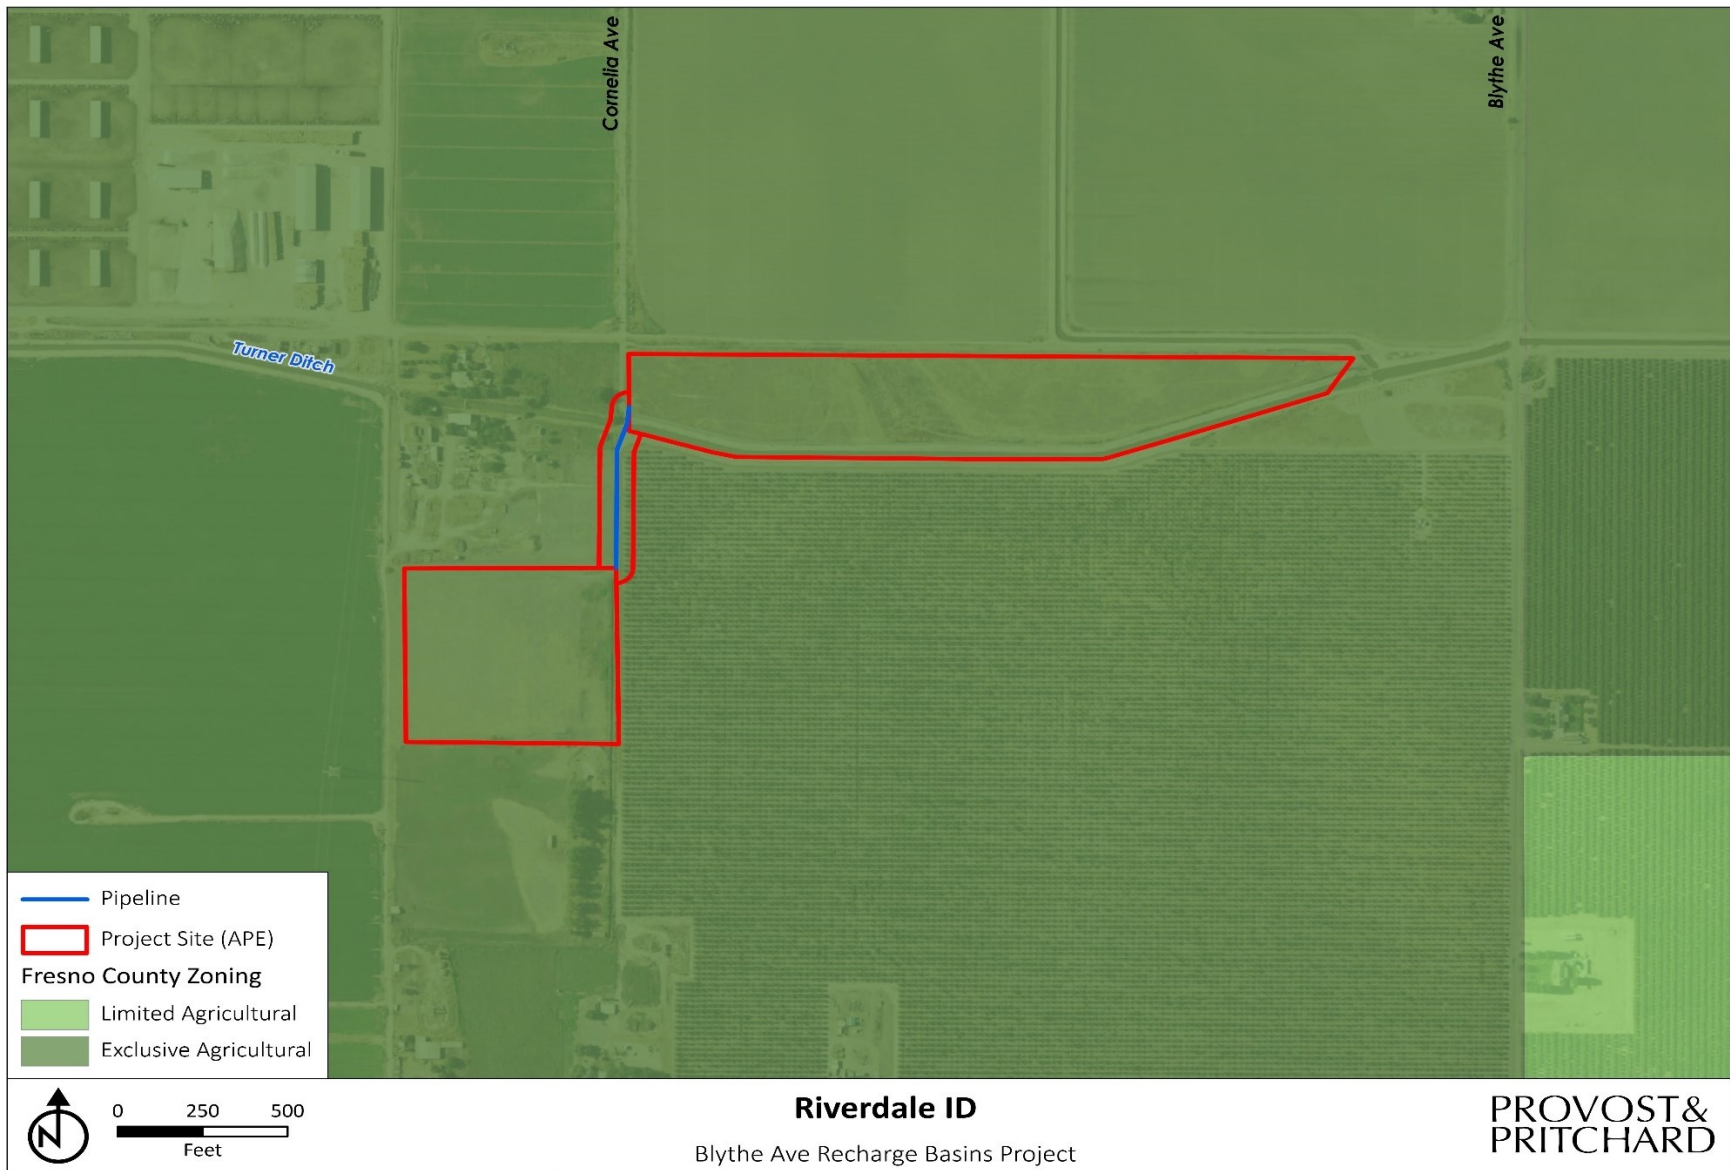 Cornelia Ave
Blythe Ave
Turner Ditch
Pipeline
Project Site (APE)
Fresno County Zoning
Limited Agricultural
Exclusive Agricultural
N
0 250 500
Feet
Riverdale ID
Blythe Ave Recharge Basins Project
PROVOST&
PRITCHARD